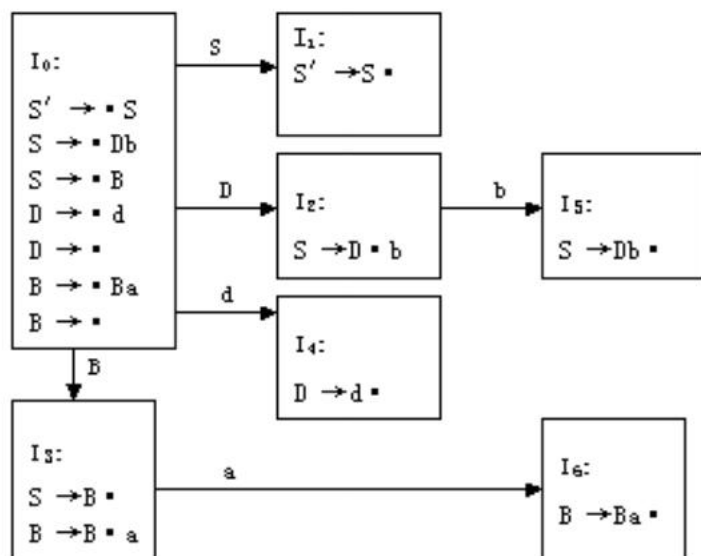 I₀:
S' →▪ S
S →▪ Db
S →▪ B
D →▪ d
D →▪
B →▪ Ba
B →▪
S
I₁:
S' →S▪
D
I₂:
S →D▪ b
b
I₅:
S →Db▪
d
I₄:
D →d▪
B
I₃:
S →B▪
B →B▪ a
a
I₆:
B →Ba▪